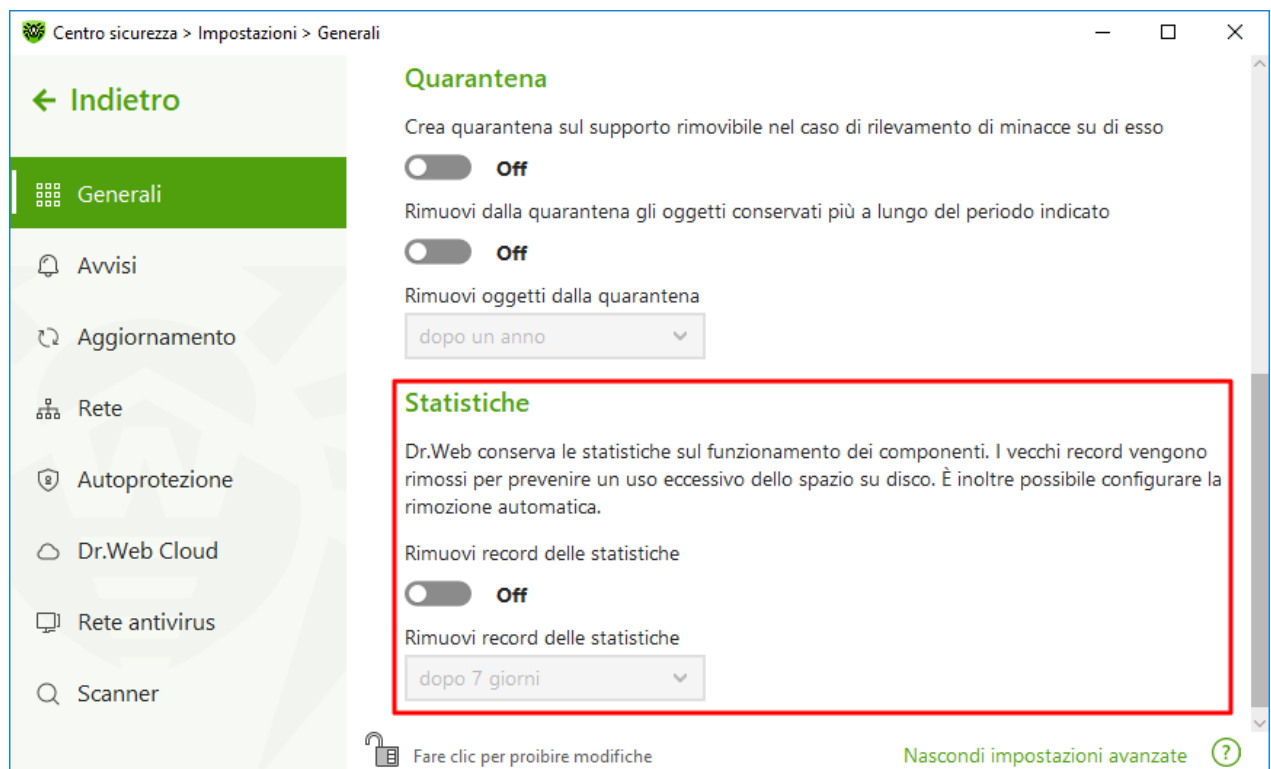 Centro sicurezza > Impostazioni > Generali
Indietro
Generali
Avvisi
Aggiornamento
Rete
Autoprotezione
Dr.Web Cloud
Rete antivirus
Scanner
Quarantena
Crea quarantena sul supporto rimovibile nel caso di rilevamento di minacce su di esso
Off
Rimuovi dalla quarantena gli oggetti conservati più a lungo del periodo indicato
Off
Rimuovi oggetti dalla quarantena
dopo un anno
Statistiche
Dr.Web conserva le statistiche sul funzionamento dei componenti. I vecchi record vengono
rimossi per prevenire un uso eccessivo dello spazio su disco. È inoltre possibile configurare la
rimozione automatica.
Rimuovi record delle statistiche
Off
Rimuovi record delle statistiche
dopo 7 giorni
Fare clic per proibire modifiche
Nascondi impostazioni avanzate ?